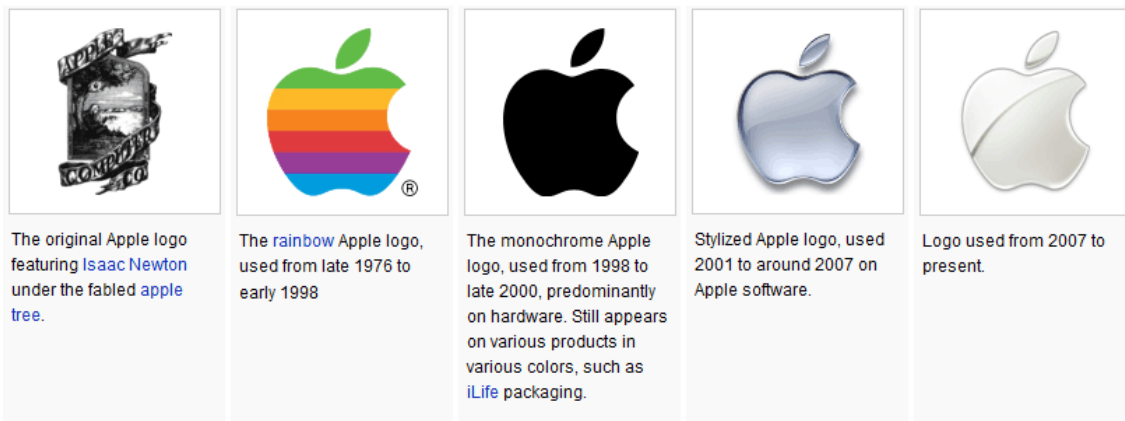 APPLE
COMPUTER
CO
®
The original Apple logo
featuring Isaac Newton
under the fabled apple
tree.
The rainbow Apple logo,
used from late 1976 to
early 1998
The monochrome Apple
logo, used from 1998 to
late 2000, predominantly
on hardware. Still appears
on various products in
various colors, such as
iLife packaging.
Stylized Apple logo, used
2001 to around 2007 on
Apple software.
Logo used from 2007 to
present.